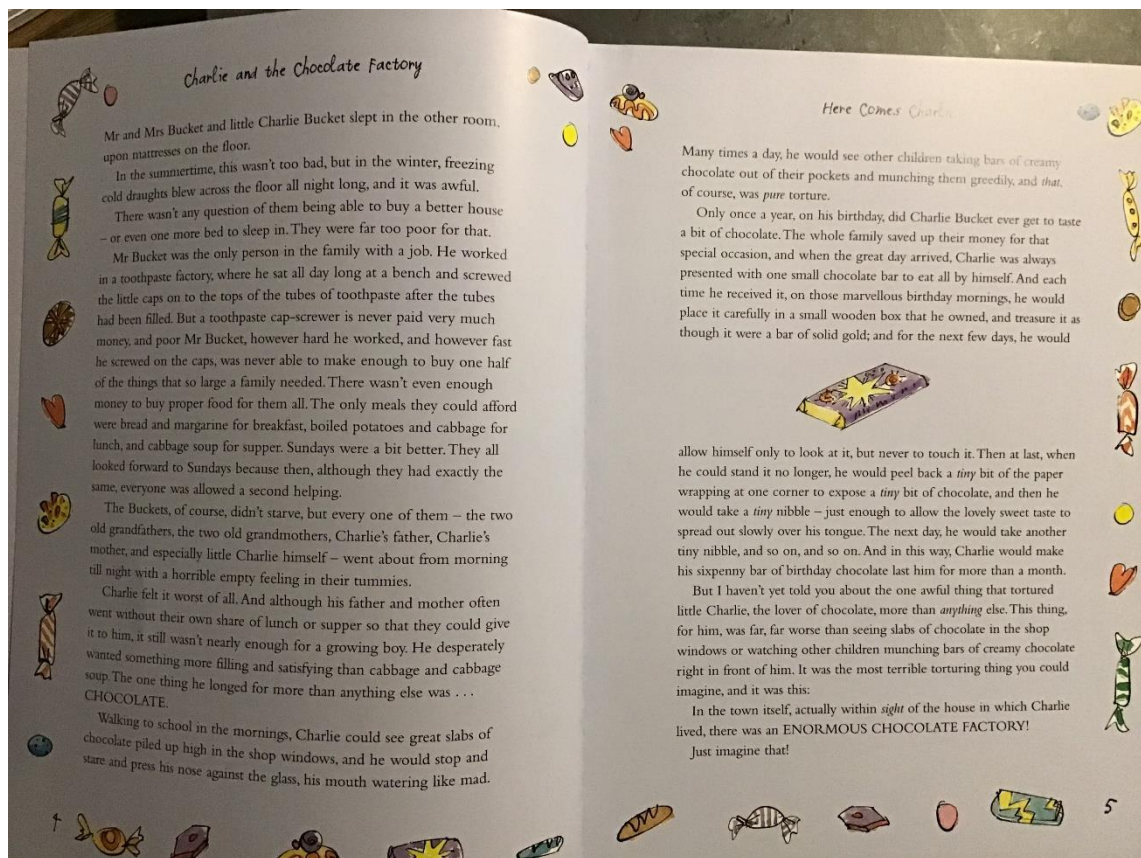 Charlie and the Chocolate Factory
Mr and Mrs Bucket and little Charlie Bucket slept in the other room,
upon mattresses on the floor.
In the summertime, this wasn't too bad, but in the winter, freezing
cold draughts blew across the floor all night long, and it was awful.
There wasn't any question of them being able to buy a better house
– or even one more bed to sleep in. They were far too poor for that.
Mr Bucket was the only person in the family with a job. He worked
in a toothpaste factory, where he sat all day long at a bench and screwed
the little caps on to the tops of the tubes of toothpaste after the tubes
had been filled. But a toothpaste cap-screwer is never paid very much
money, and poor Mr Bucket, however hard he worked, and however fast
he screwed on the caps, was never able to make enough to buy one half
of the things that so large a family needed. There wasn't even enough
money to buy proper food for them all. The only meals they could afford
were bread and margarine for breakfast, boiled potatoes and cabbage for
lunch, and cabbage soup for supper. Sundays were a bit better. They all
looked forward to Sundays because then, although they had exactly the
same, everyone was allowed a second helping.
The Buckets, of course, didn't starve, but every one of them – the two
old grandfathers, the two old grandmothers, Charlie's father, Charlie's
mother, and especially little Charlie himself – went about from morning
till night with a horrible empty feeling in their tummies.
Charlie felt it worst of all. And although his father and mother often
went without their own share of lunch or supper so that they could give
it to him, it still wasn't nearly enough for a growing boy. He desperately
wanted something more filling and satisfying than cabbage and cabbage
soup. The one thing he longed for more than anything else was . . .
CHOCOLATE.
Walking to school in the mornings, Charlie could see great slabs of
chocolate piled up high in the shop windows, and he would stop and
stare and press his nose against the glass, his mouth watering like mad.
4
Here Comes Charlie
Many times a day, he would see other children taking bars of creamy
chocolate out of their pockets and munching them greedily, and that,
of course, was pure torture.
Only once a year, on his birthday, did Charlie Bucket ever get to taste
a bit of chocolate. The whole family saved up their money for that
special occasion, and when the great day arrived, Charlie was always
presented with one small chocolate bar to eat all by himself. And each
time he received it, on those marvellous birthday mornings, he would
place it carefully in a small wooden box that he owned, and treasure it as
though it were a bar of solid gold; and for the next few days, he would
allow himself only to look at it, but never to touch it. Then at last, when
he could stand it no longer, he would peel back a tiny bit of the paper
wrapping at one corner to expose a tiny bit of chocolate, and then he
would take a tiny nibble – just enough to allow the lovely sweet taste to
spread out slowly over his tongue. The next day, he would take another
tiny nibble, and so on, and so on. And in this way, Charlie would make
his sixpenny bar of birthday chocolate last him for more than a month.
But I haven't yet told you about the one awful thing that tortured
little Charlie, the lover of chocolate, more than anything else. This thing,
for him, was far, far worse than seeing slabs of chocolate in the shop
windows or watching other children munching bars of creamy chocolate
right in front of him. It was the most terrible torturing thing you could
imagine, and it was this:
In the town itself, actually within sight of the house in which Charlie
lived, there was an ENORMOUS CHOCOLATE FACTORY!
Just imagine that!
5